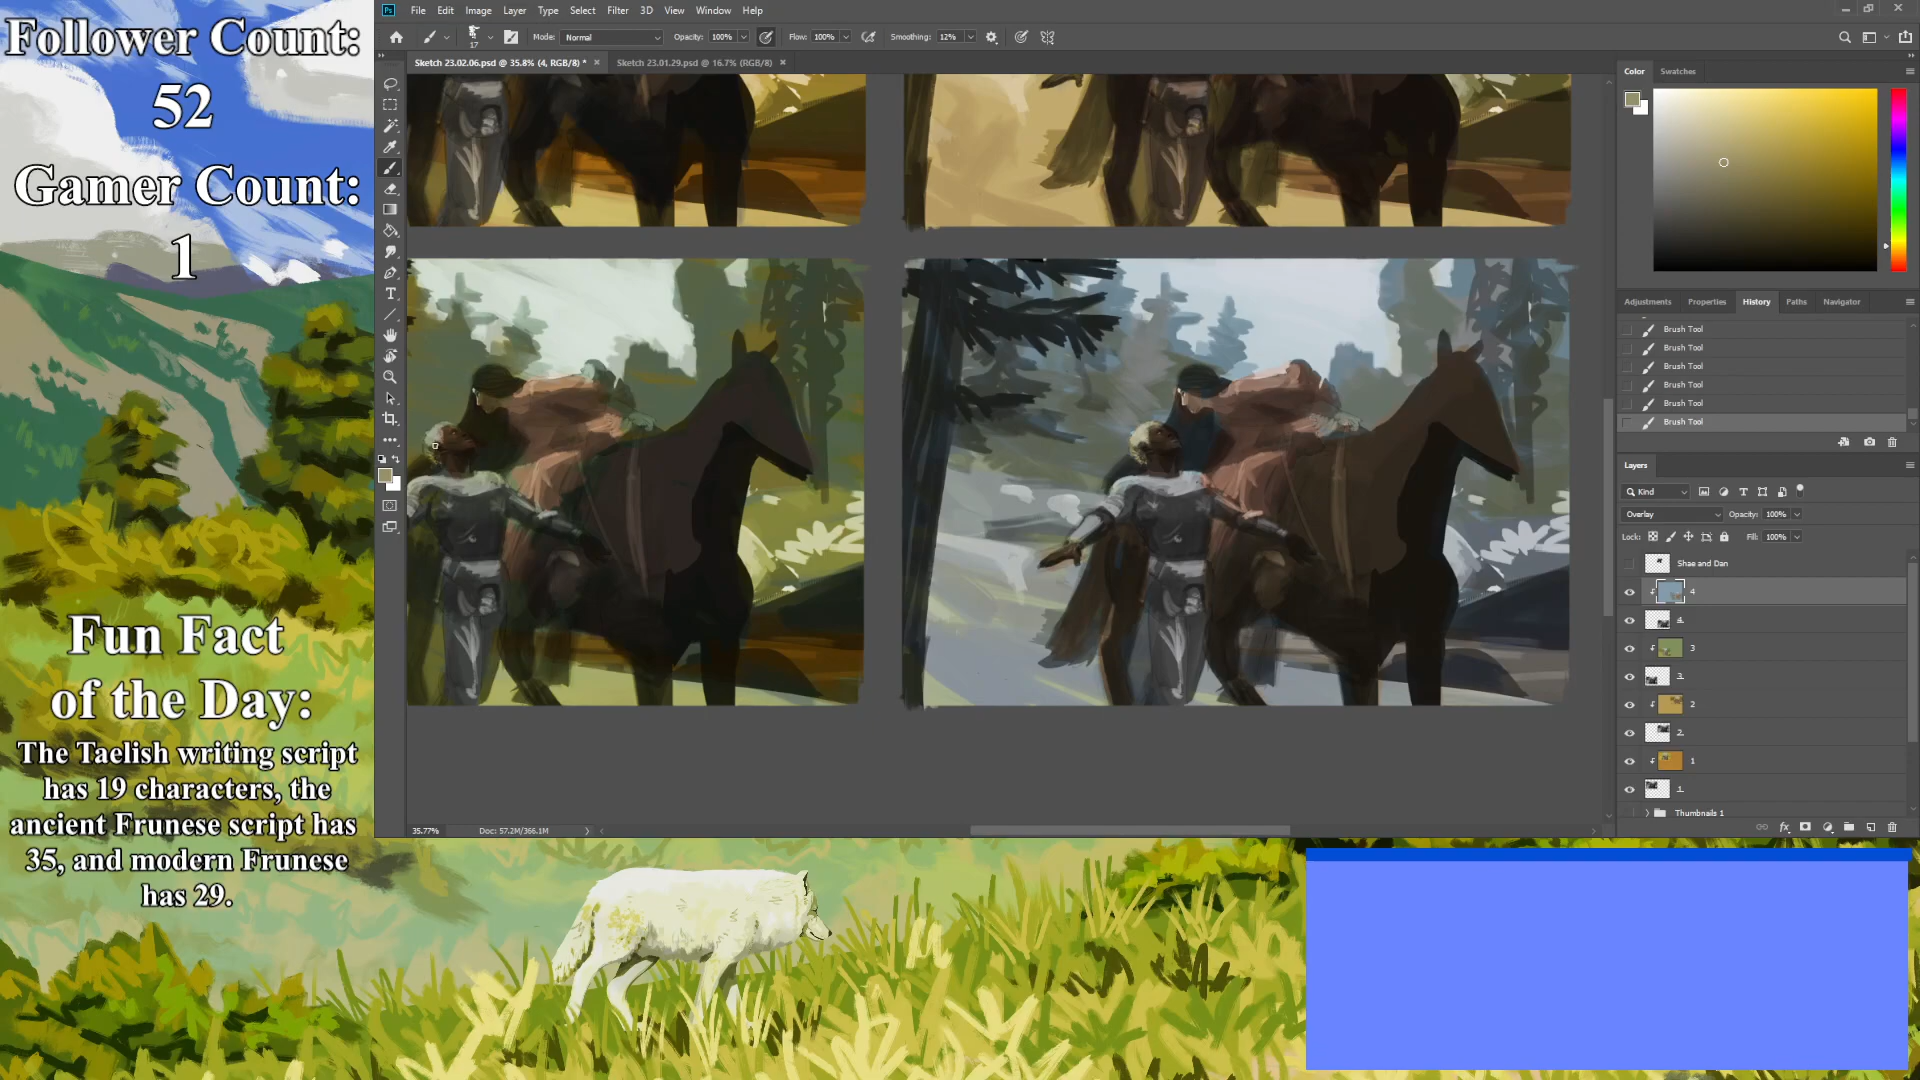 Follower Count:
52
Gamer Count:
1
Fun Fact
of the Day:
The Taelish writing script
has 19 characters, the
ancient Frunese script has
35, and modern Frunese
has 29.
Ps File Edit Image Layer Type Select Filter 3D View Window Help
17 Mode: Normal Opacity: 100% Flow: 100% Smoothing: 12%
Sketch 23.02.06.psd @ 35.8% (4, RGB/8) * Sketch 23.01.29.psd @ 16.7% (RGB/8)
Color Swatches
Adjustments Properties History Paths Navigator
Brush Tool
Brush Tool
Brush Tool
Brush Tool
Brush Tool
Brush Tool
Layers
Kind
Overlay Opacity: 100%
Lock: Fill: 100%
Shae and Dan
4
4
3
3
2
2
1
1
Thumbnails 1
35.77% Doc: 57.2M/366.1M